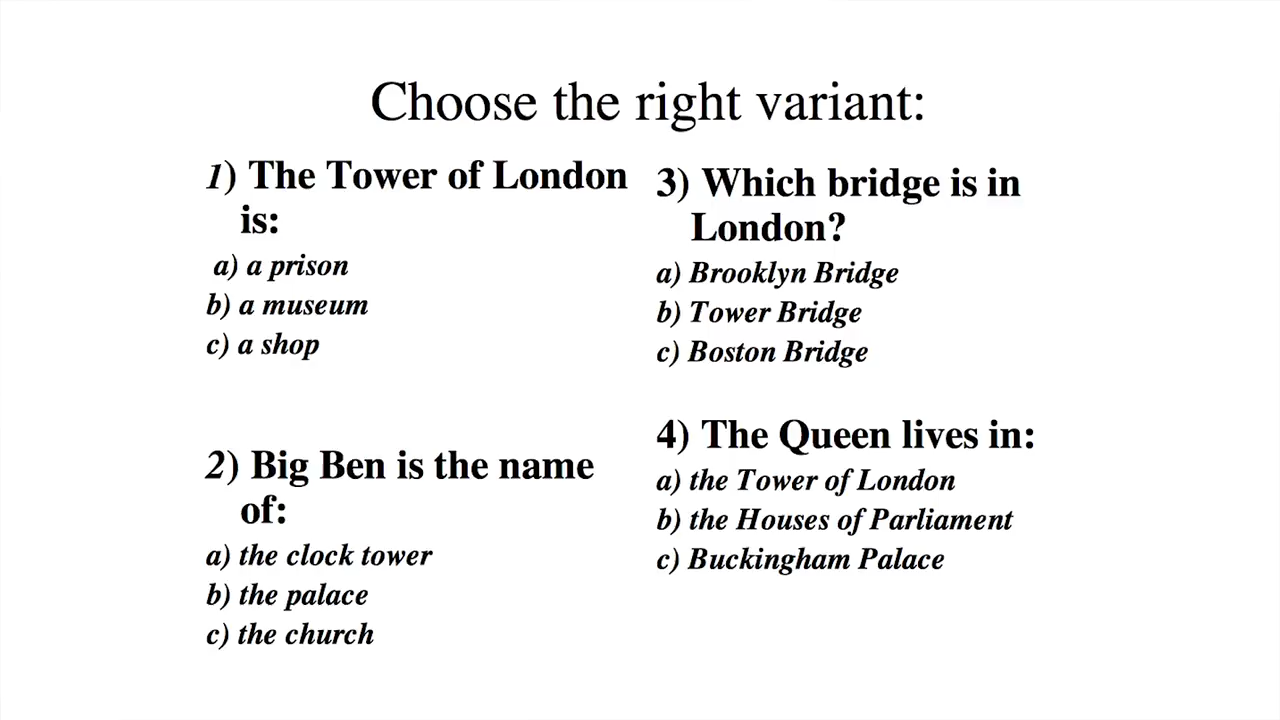 Choose the right variant:
1) The Tower of London
is:
a) a prison
b) a museum
c) a shop
2) Big Ben is the name
of:
a) the clock tower
b) the palace
c) the church
3) Which bridge is in
London?
a) Brooklyn Bridge
b) Tower Bridge
c) Boston Bridge
4) The Queen lives in:
a) the Tower of London
b) the Houses of Parliament
c) Buckingham Palace